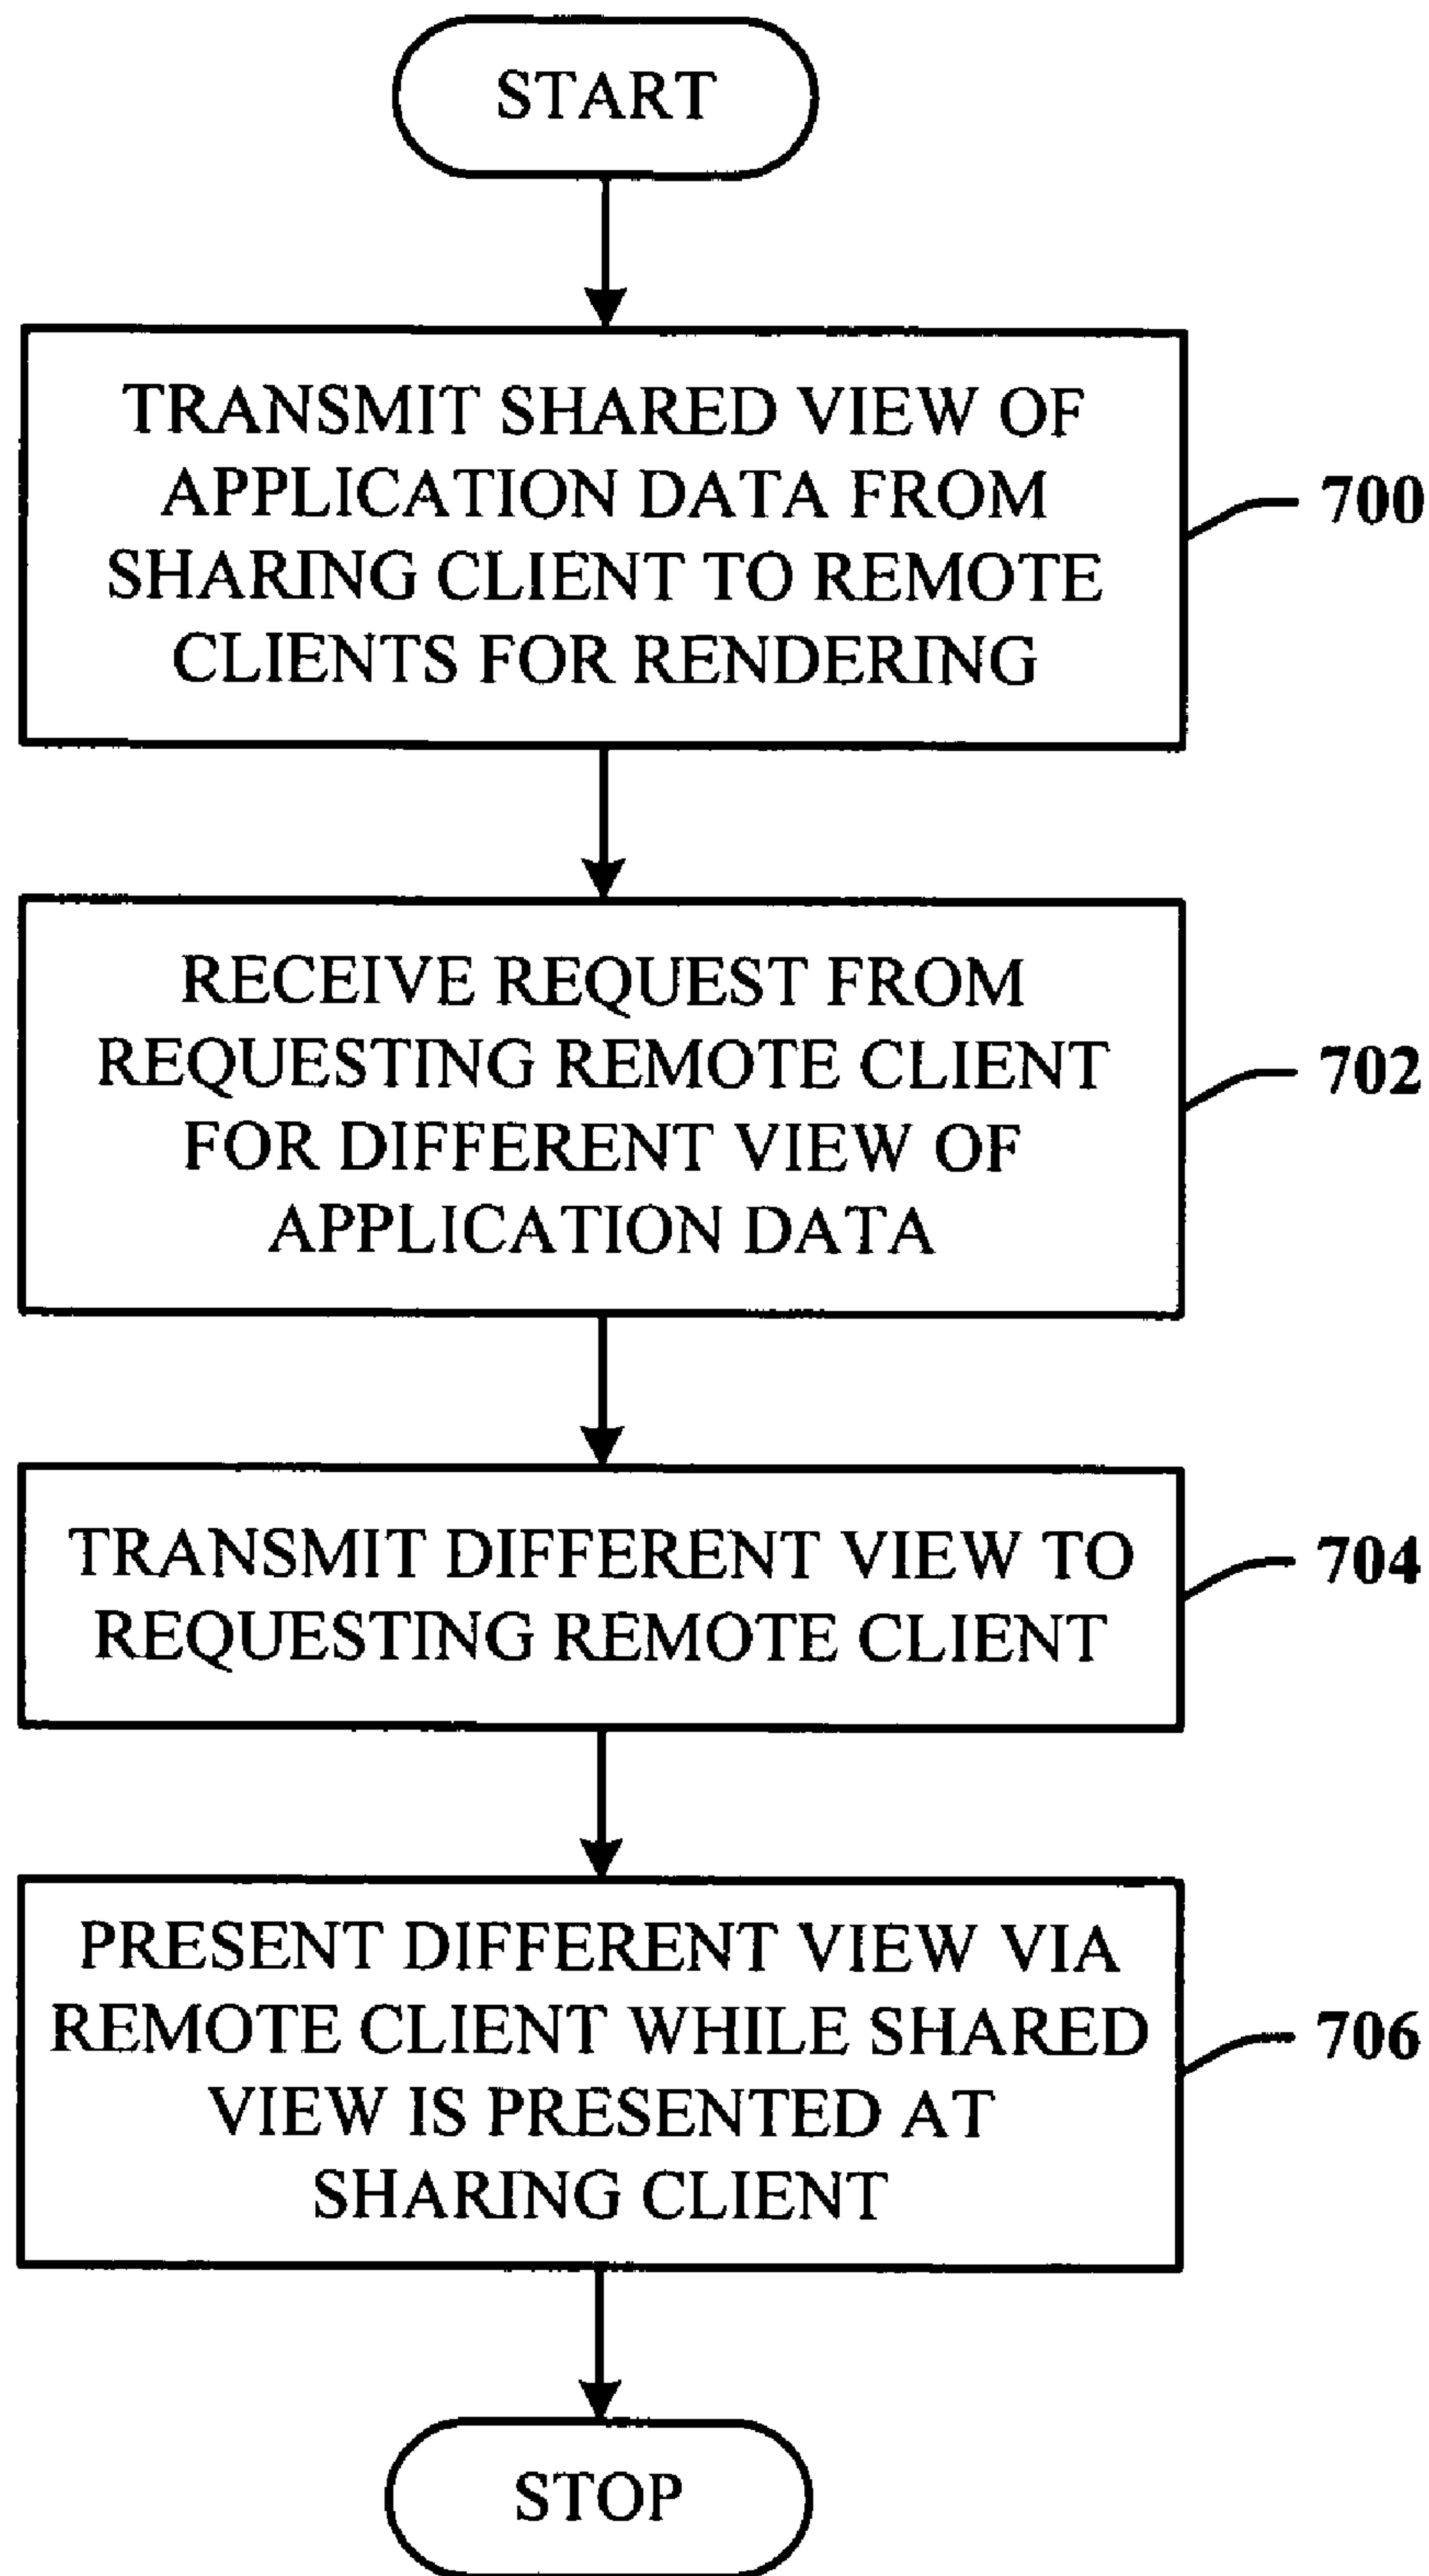 START
TRANSMIT SHARED VIEW OF
APPLICATION DATA FROM
SHARING CLIENT TO REMOTE
CLIENTS FOR RENDERING
700
RECEIVE REQUEST FROM
REQUESTING REMOTE CLIENT
FOR DIFFERENT VIEW OF
APPLICATION DATA
702
TRANSMIT DIFFERENT VIEW TO
REQUESTING REMOTE CLIENT
704
PRESENT DIFFERENT VIEW VIA
REMOTE CLIENT WHILE SHARED
VIEW IS PRESENTED AT
SHARING CLIENT
706
STOP